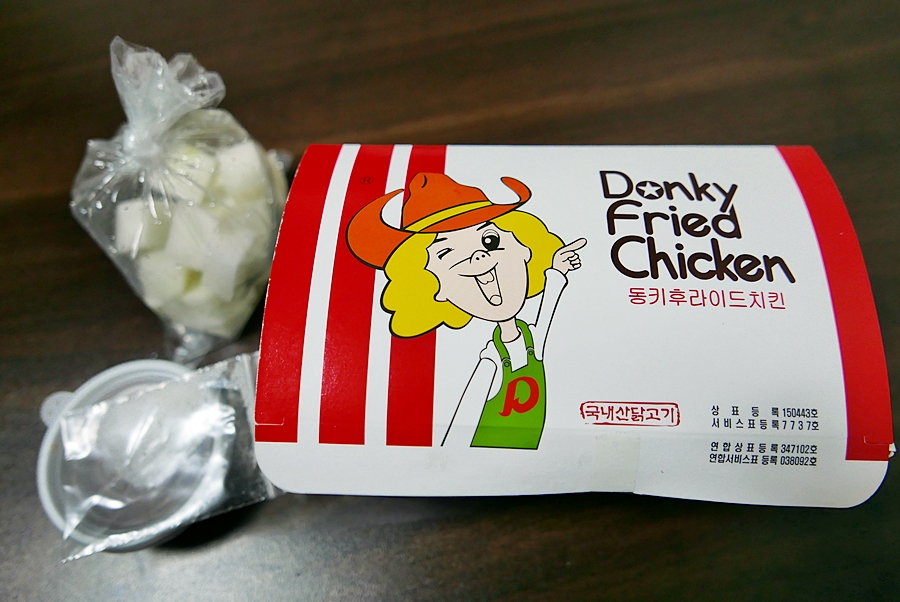 Donky
Fried
Chicken
동키후라이드치킨
국내산닭고기
상 표 등 록 150443호
서비스표등록 7 7 3 7호
연합상표등록 347102호
연합서비스표 등록 038092호
D
®